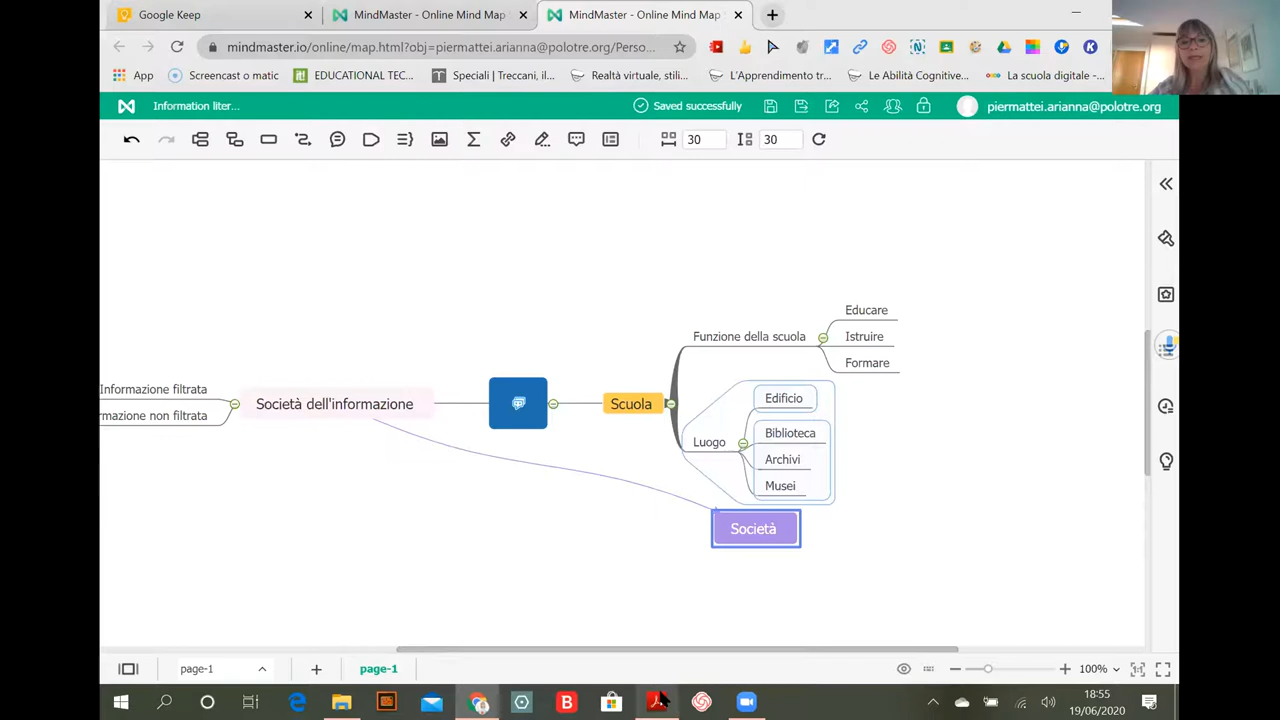 Google Keep
MindMaster - Online Mind Map
MindMaster - Online Mind Map
mindmaster.io/online/map.html?obj=piermattei.arianna@polotre.org/Perso...
App
Screencast o matic
EDUCATIONAL TEC...
Speciali | Treccani, il...
Realtà virtuale, stili...
L'Apprendimento tr...
Le Abilità Cognitive...
La scuola digitale -...
Information liter...
Saved successfully
piermattei.arianna@polotre.org
30
30
Educare
Funzione della scuola
Istruire
Formare
Informazione filtrata
rmazione non filtrata
Società dell'informazione
Scuola
Edificio
Luogo
Biblioteca
Archivi
Musei
Società
page-1
page-1
100%
18:55
19/06/2020